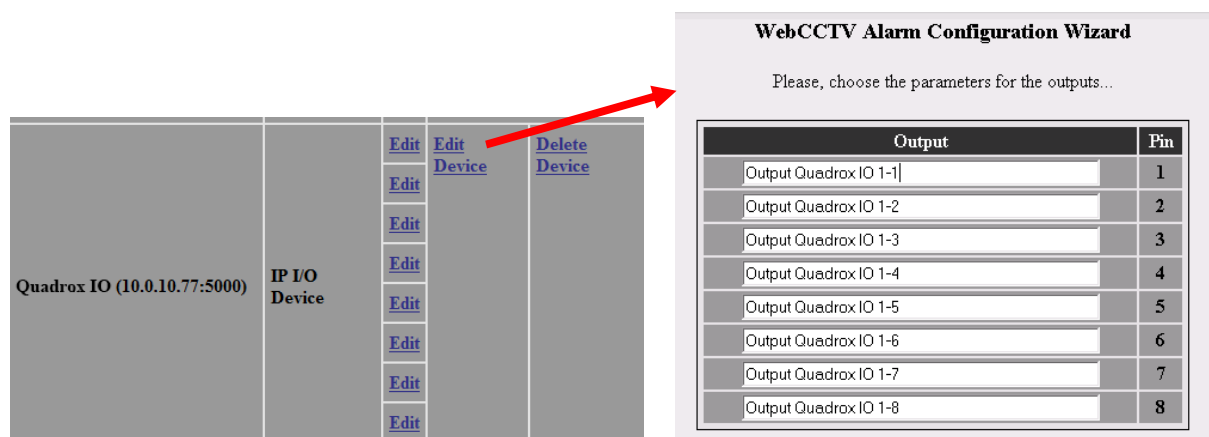 Quadrox IO (10.0.10.77:5000)
IP I/O
Device
Edit
Edit
Edit
Edit
Edit
Edit
Edit
Edit
Edit
Device
Delete
Device
WebCCTV Alarm Configuration Wizard
Please, choose the parameters for the outputs...
Output Pin
Output Quadrox IO 1-1 1
Output Quadrox IO 1-2 2
Output Quadrox IO 1-3 3
Output Quadrox IO 1-4 4
Output Quadrox IO 1-5 5
Output Quadrox IO 1-6 6
Output Quadrox IO 1-7 7
Output Quadrox IO 1-8 8